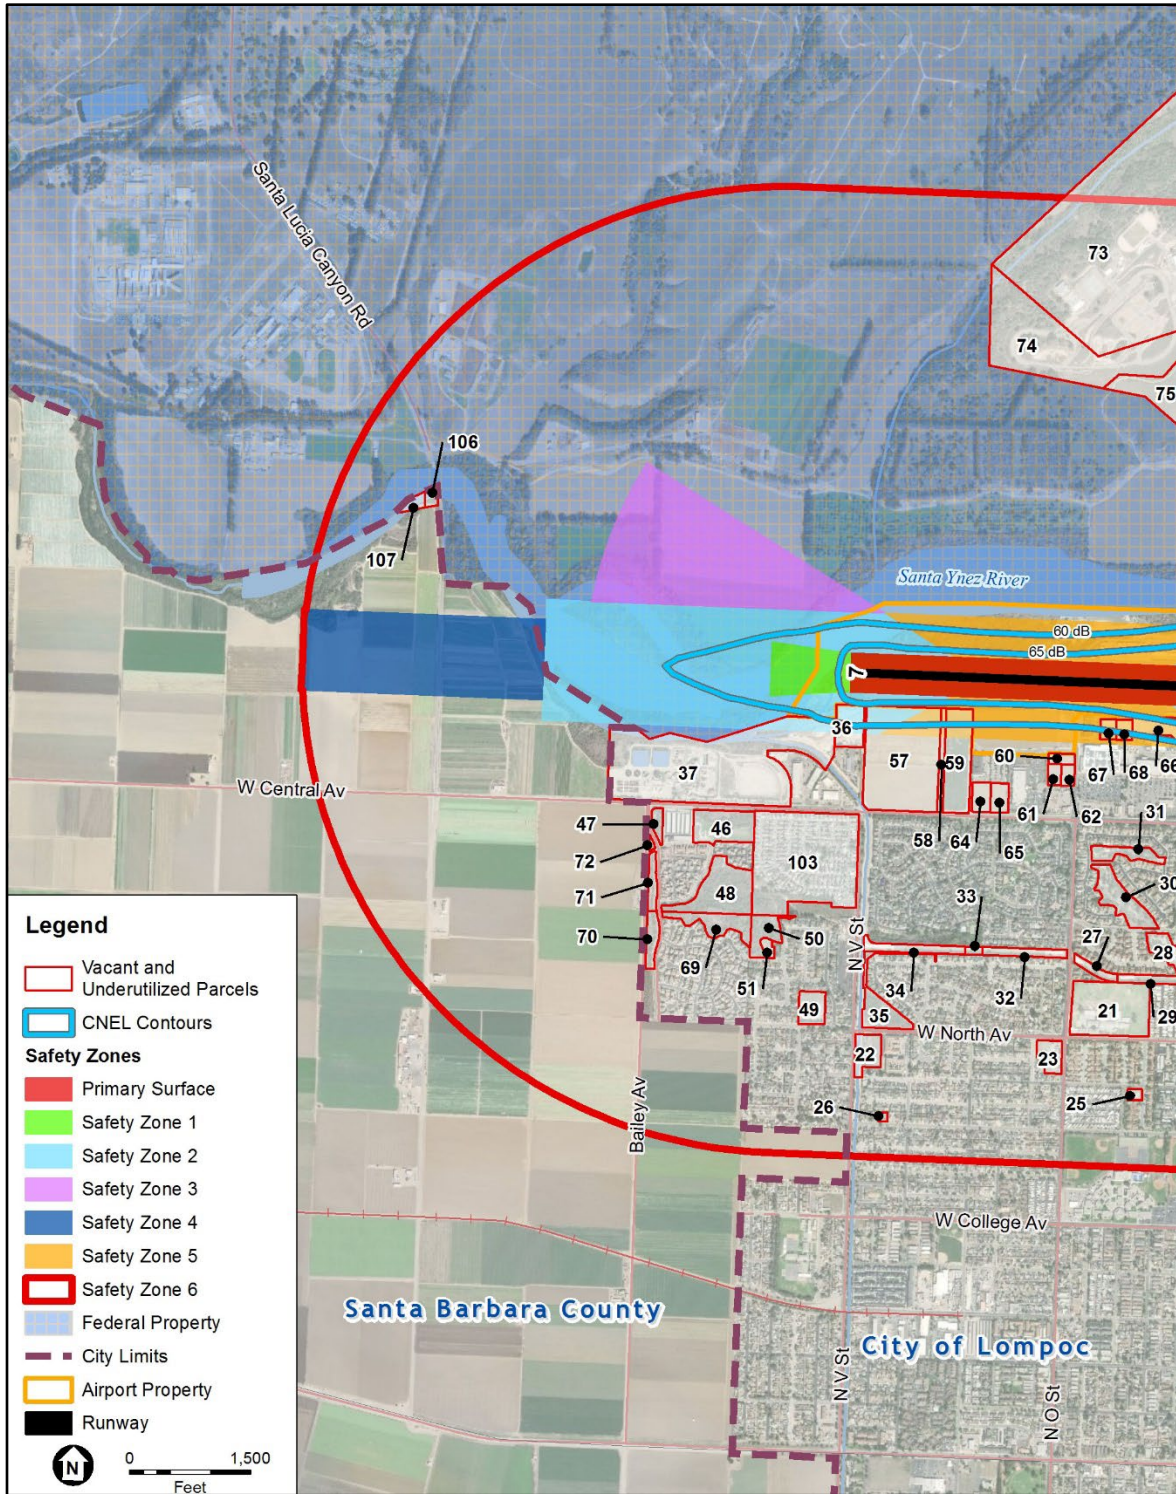 Santa Lucia Canyon Rd
73
74
75
106
107
Santa Ynez River
60 dB
65 dB
7
36
57
59
60
67
68
66
37
W Central Av
61
62
31
58
64
65
47
46
72
103
71
48
33
30
70
50
27
28
69
51
N V St
34
32
29
49
35
21
W North Av
22
23
26
25
Bailey Av
W College Av
Santa Barbara County
City of Lompoc
N V St
N O St
Legend
Vacant and
Underutilized Parcels
CNEL Contours
Safety Zones
Primary Surface
Safety Zone 1
Safety Zone 2
Safety Zone 3
Safety Zone 4
Safety Zone 5
Safety Zone 6
Federal Property
City Limits
Airport Property
Runway
N
0 1,500
Feet